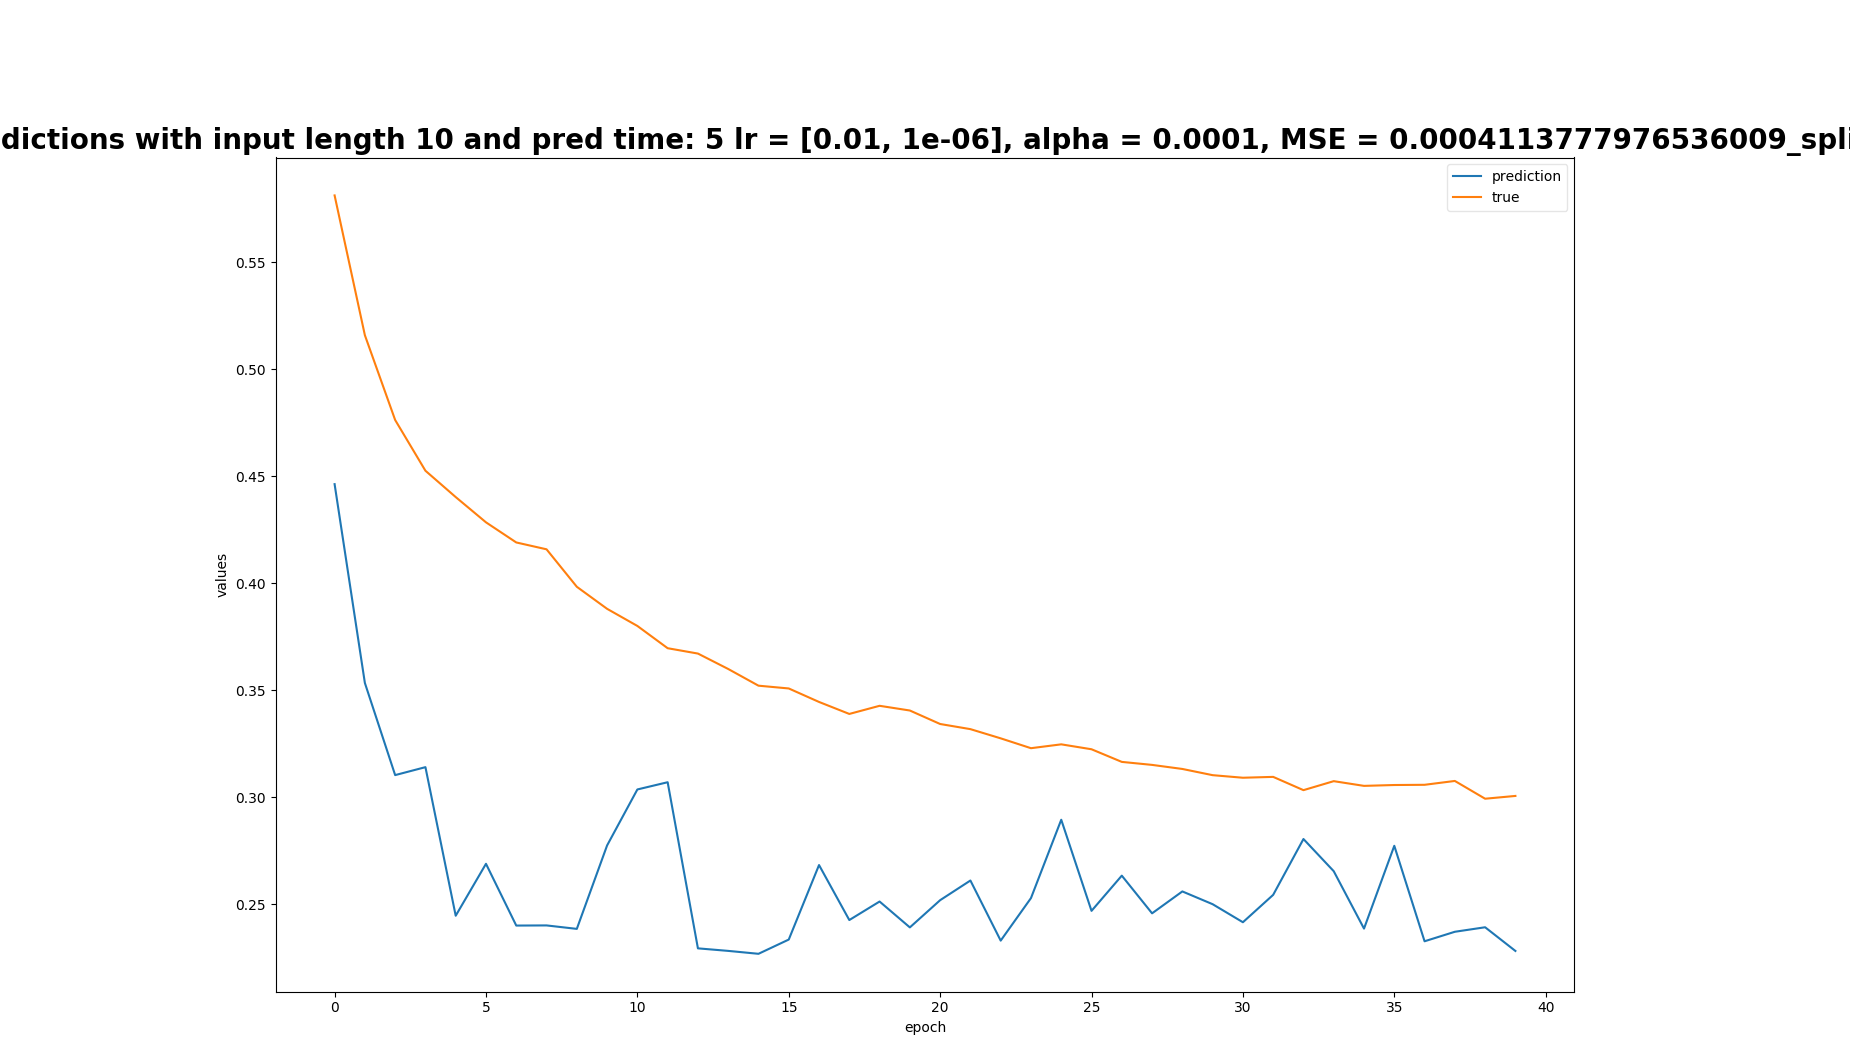 dictions with input length 10 and pred time: 5 lr = [0.01, 1e-06], alpha = 0.0001, MSE = 0.0004113777976536009_spli
prediction
true
0.55
0.50
0.45
0.40
0.35
0.30
0.25
values
0 5 10 15 20 25 30 35 40
epoch